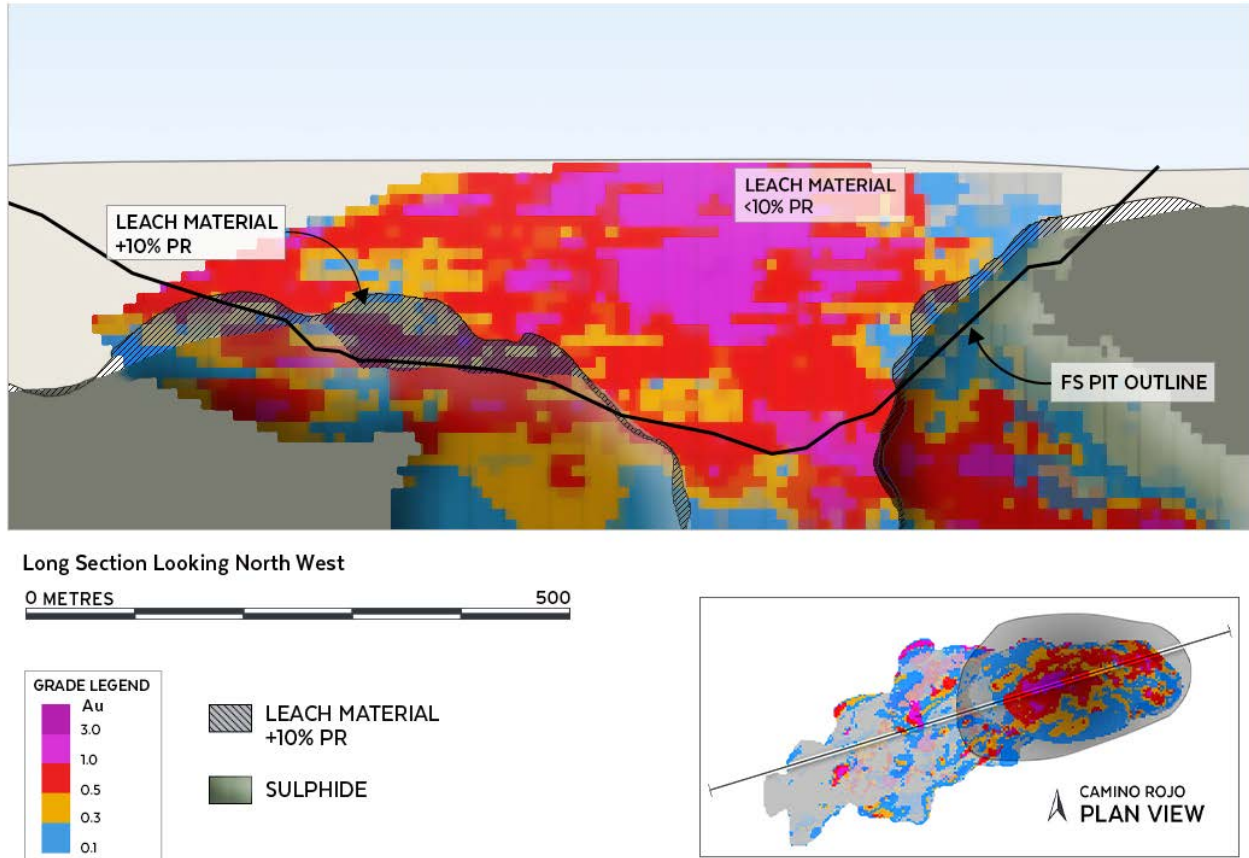 LEACH MATERIAL
+10% PR
LEACH MATERIAL
<10% PR
FS PIT OUTLINE
Long Section Looking North West
0 METRES 500
GRADE LEGEND
Au
3.0
1.0
0.5
0.3
0.1
LEACH MATERIAL
+10% PR
SULPHIDE
CAMINO ROJO
PLAN VIEW